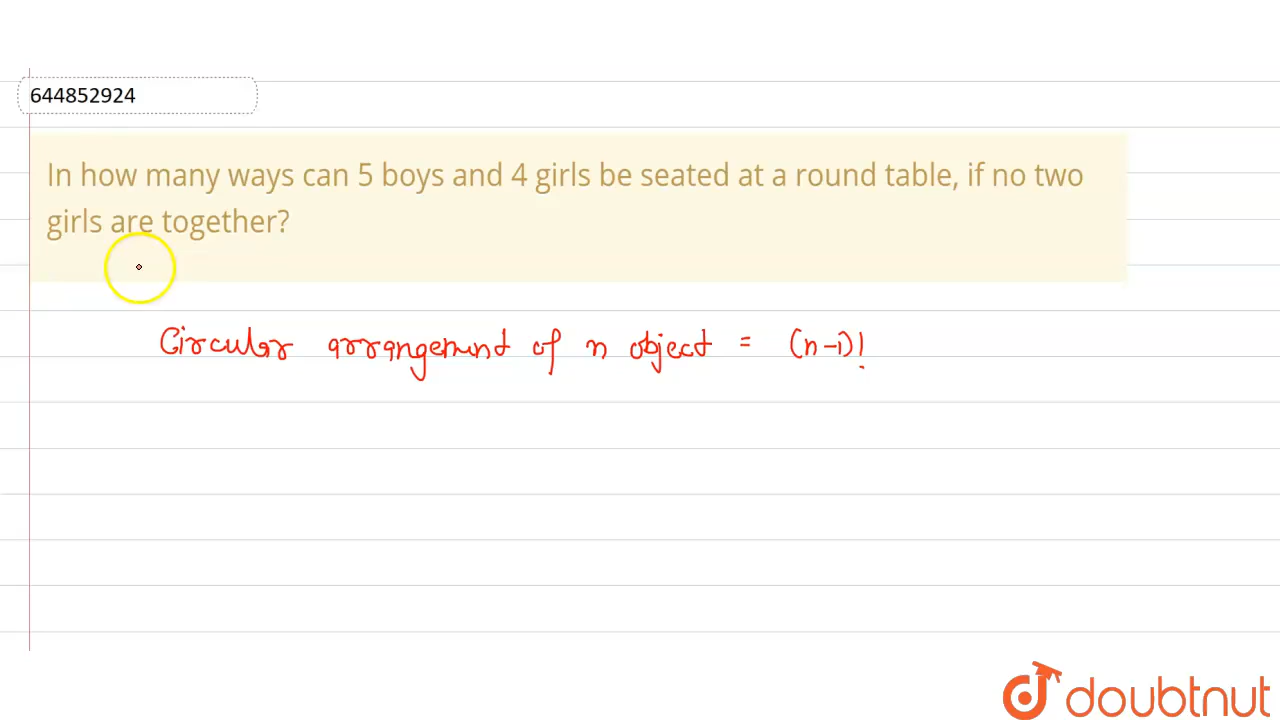 644852924
In how many ways can 5 boys and 4 girls be seated at a round table, if no two
girls are together?
Circular arrangement of n object = (n-1)!
doubtnut